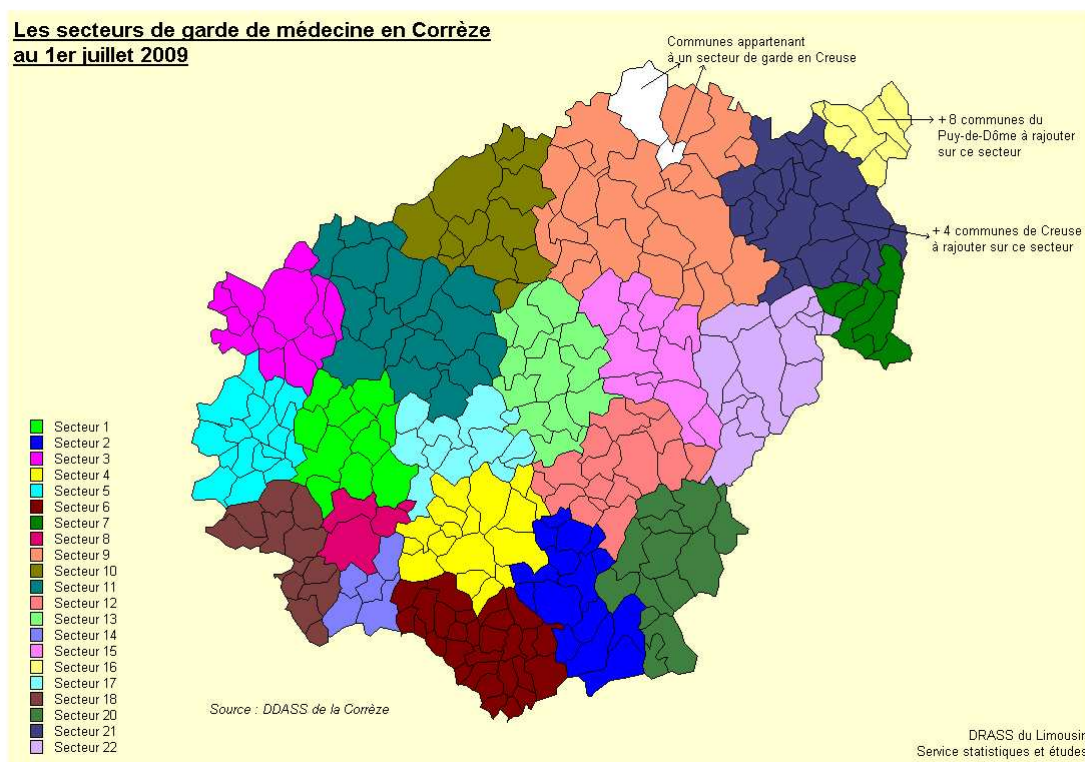 Les secteurs de garde de médecine en Corrèze
au 1er juillet 2009
Communes appartenant
à un secteur de garde en Creuse
+ 8 communes du
Puy-de-Dôme à rajouter
sur ce secteur
+ 4 communes de Creuse
à rajouter sur ce secteur
Secteur 1
Secteur 2
Secteur 3
Secteur 4
Secteur 5
Secteur 6
Secteur 7
Secteur 8
Secteur 9
Secteur 10
Secteur 11
Secteur 12
Secteur 13
Secteur 14
Secteur 15
Secteur 16
Secteur 17
Secteur 18
Secteur 20
Secteur 21
Secteur 22
Source : DDASS de la Corrèze
DRASS du Limousin
Service statistiques et études